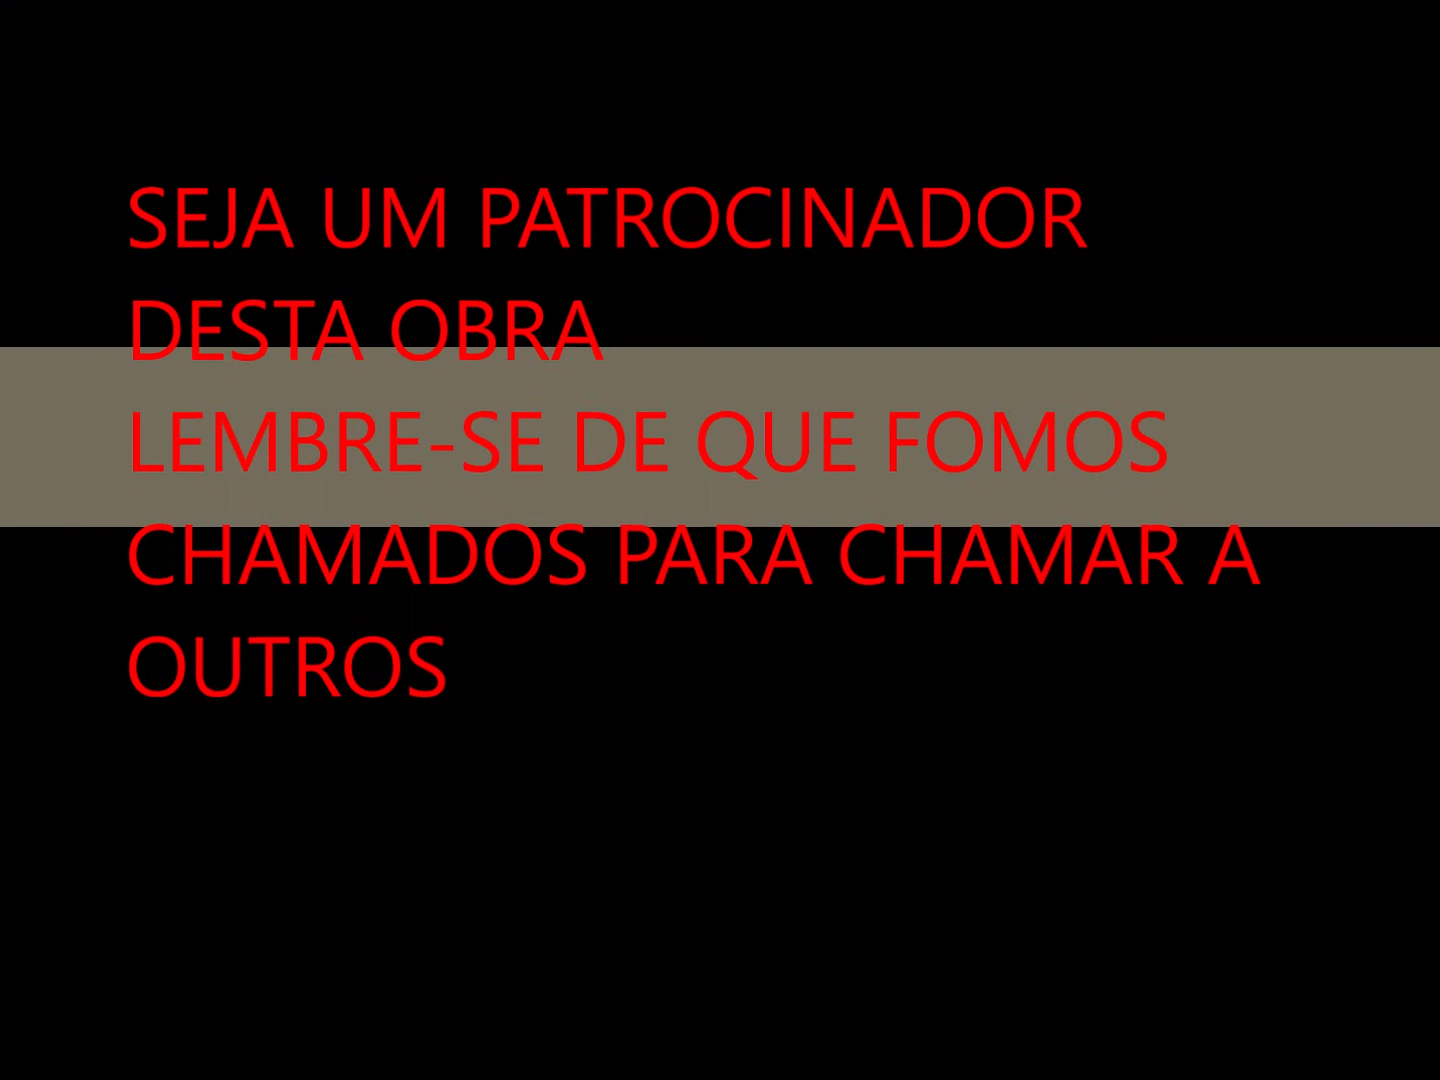 SEJA UM PATROCINADOR
DESTA OBRA
LEMBRE-SE DE QUE FOMOS
CHAMADOS PARA CHAMAR A
OUTROS